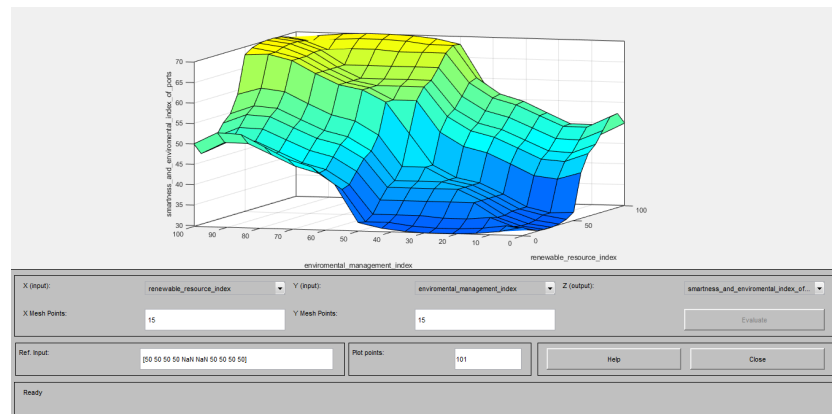 70
65
60
55
50
45
40
35
30
smartness_and_enviromental_index_of_ports
100
90
80
70
60
50
40
30
20
10
0
0
50
100
enviromental_management_index
renewable_resource_index
X (input):
renewable_resource_index
Y (input):
enviromental_management_index
Z (output):
smartness_and_enviromental_index_of...
X Mesh Points:
15
Y Mesh Points:
15
Evaluate
Ref. Input:
[50 50 50 50 NaN NaN 50 50 50 50]
Plot points:
101
Help
Close
Ready